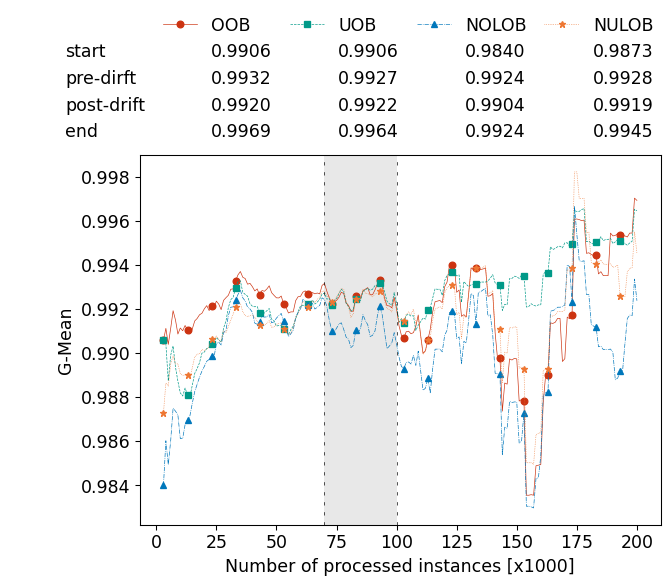 OOB UOB NOLOB NULOB
start 0.9906 0.9906 0.9840 0.9873
pre-dirft 0.9932 0.9927 0.9924 0.9928
post-drift 0.9920 0.9922 0.9904 0.9919
end 0.9969 0.9964 0.9924 0.9945
G-Mean
0.998
0.996
0.994
0.992
0.990
0.988
0.986
0.984
0 25 50 75 100 125 150 175 200
Number of processed instances [x1000]